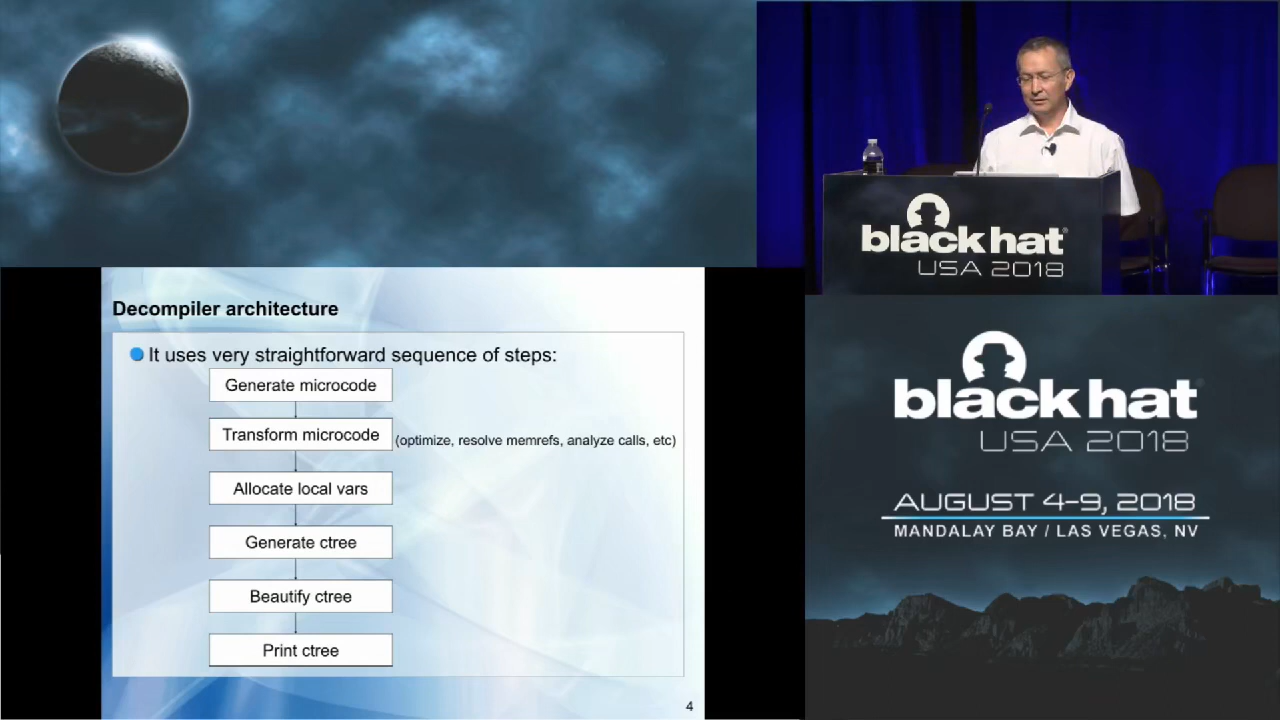 black hat
USA 2018
Decompiler architecture
It uses very straightforward sequence of steps:
Generate microcode
Transform microcode
(optimize, resolve memrefs, analyze calls, etc)
Allocate local vars
Generate ctree
Beautify ctree
Print ctree
4
black hat
USA 2018
AUGUST 4-9, 2018
MANDALAY BAY / LAS VEGAS, NV